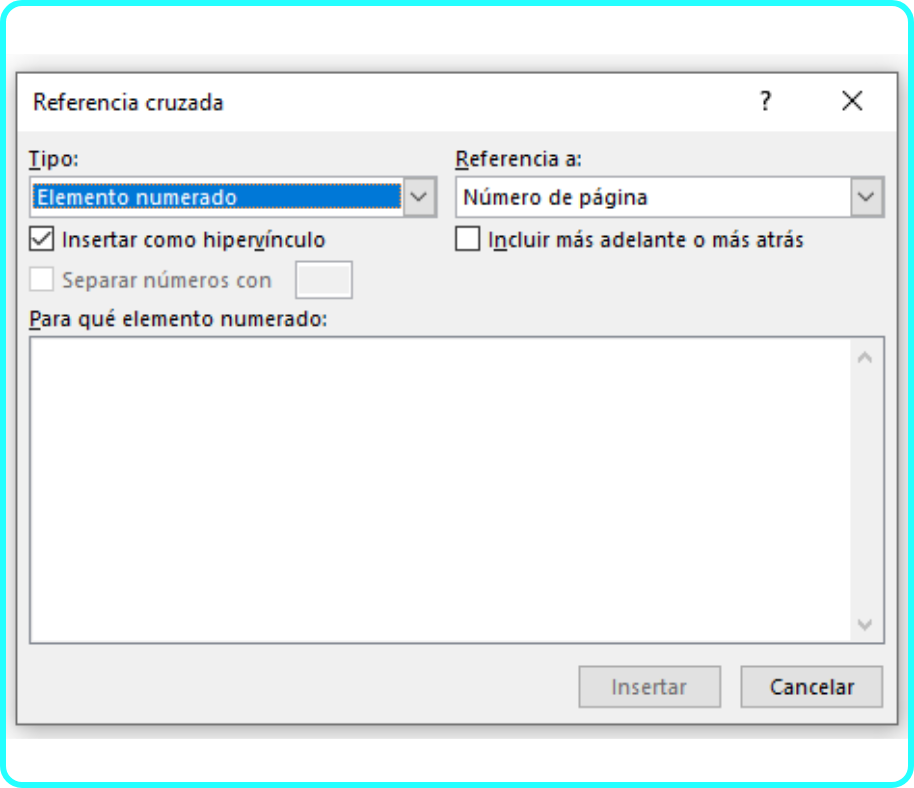 Referencia cruzada ?
Tipo:
Referencia a:
Elemento numerado
Número de página
Insertar como hipervínculo
Incluir más adelante o más atrás
Separar números con
Para qué elemento numerado:
Insertar
Cancelar